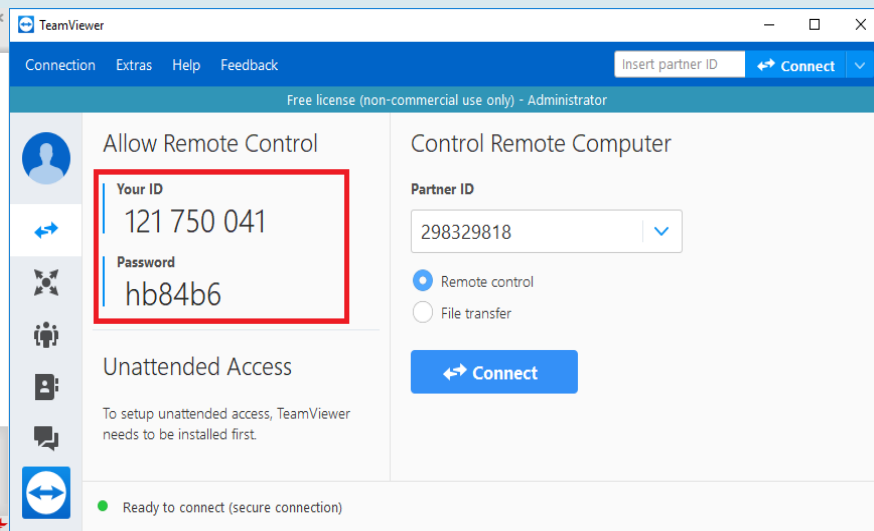 TeamViewer
Connection Extras Help Feedback
Insert partner ID Connect
Free license (non-commercial use only) - Administrator
Allow Remote Control
Your ID
121 750 041
Password
hb84b6
Unattended Access
To setup unattended access, TeamViewer
needs to be installed first.
Control Remote Computer
Partner ID
298329818
Remote control
File transfer
Connect
Ready to connect (secure connection)